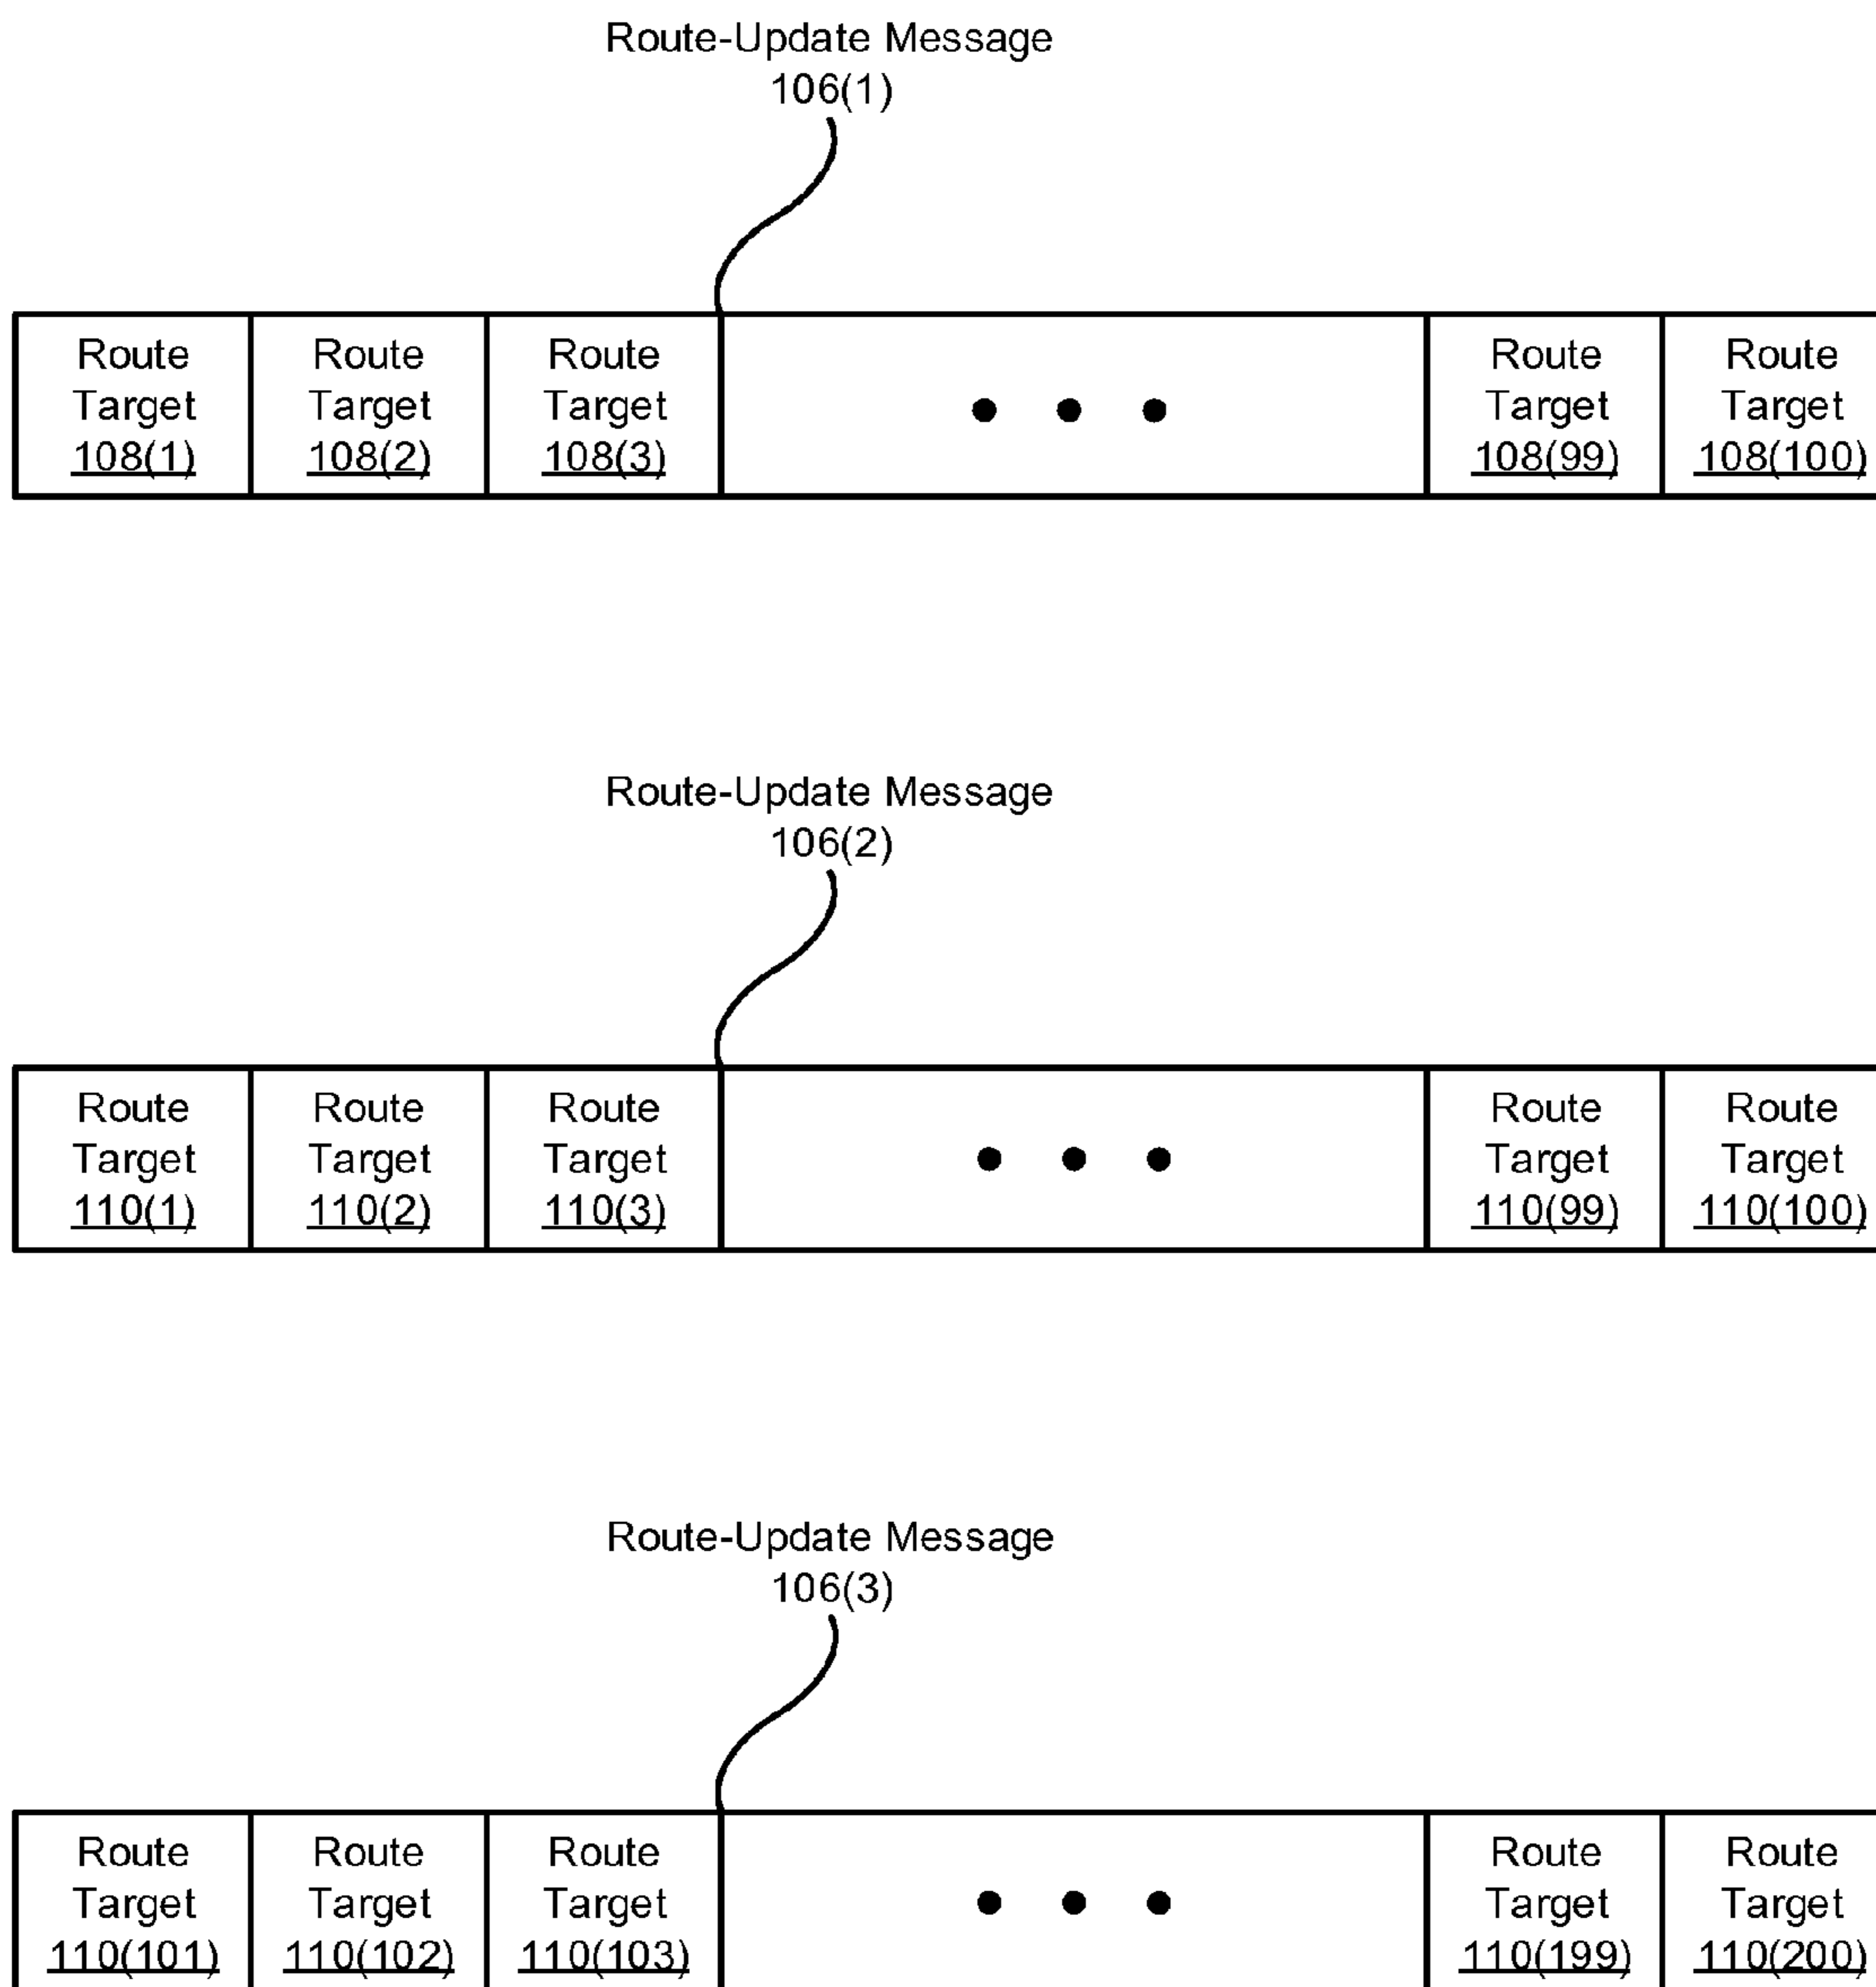 Route-Update Message
106(1)
Route Route Route Route Route
Target Target Target • • • Target Target
108(1) 108(2) 108(3) 108(99) 108(100)
Route-Update Message
106(2)
Route Route Route Route Route
Target Target Target • • • Target Target
110(1) 110(2) 110(3) 110(99) 110(100)
Route-Update Message
106(3)
Route Route Route Route Route
Target Target Target • • • Target Target
110(101) 110(102) 110(103) 110(199) 110(200)